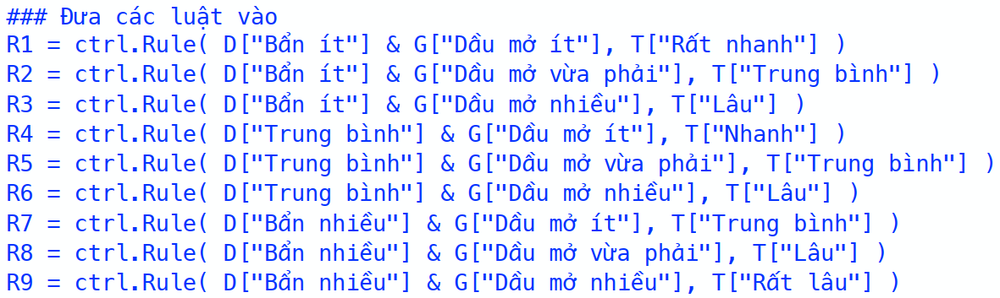 ### Đưa các luật vào
R1 = ctrl.Rule( D["Bẩn ít"] & G["Dầu mở ít"], T["Rất nhanh"] )
R2 = ctrl.Rule( D["Bẩn ít"] & G["Dầu mở vừa phải"], T["Trung bình"] )
R3 = ctrl.Rule( D["Bẩn ít"] & G["Dầu mở nhiều"], T["Lâu"] )
R4 = ctrl.Rule( D["Trung bình"] & G["Dầu mở ít"], T["Nhanh"] )
R5 = ctrl.Rule( D["Trung bình"] & G["Dầu mở vừa phải"], T["Trung bình"] )
R6 = ctrl.Rule( D["Trung bình"] & G["Dầu mở nhiều"], T["Lâu"] )
R7 = ctrl.Rule( D["Bẩn nhiều"] & G["Dầu mở ít"], T["Trung bình"] )
R8 = ctrl.Rule( D["Bẩn nhiều"] & G["Dầu mở vừa phải"], T["Lâu"] )
R9 = ctrl.Rule( D["Bẩn nhiều"] & G["Dầu mở nhiều"], T["Rất lâu"] )